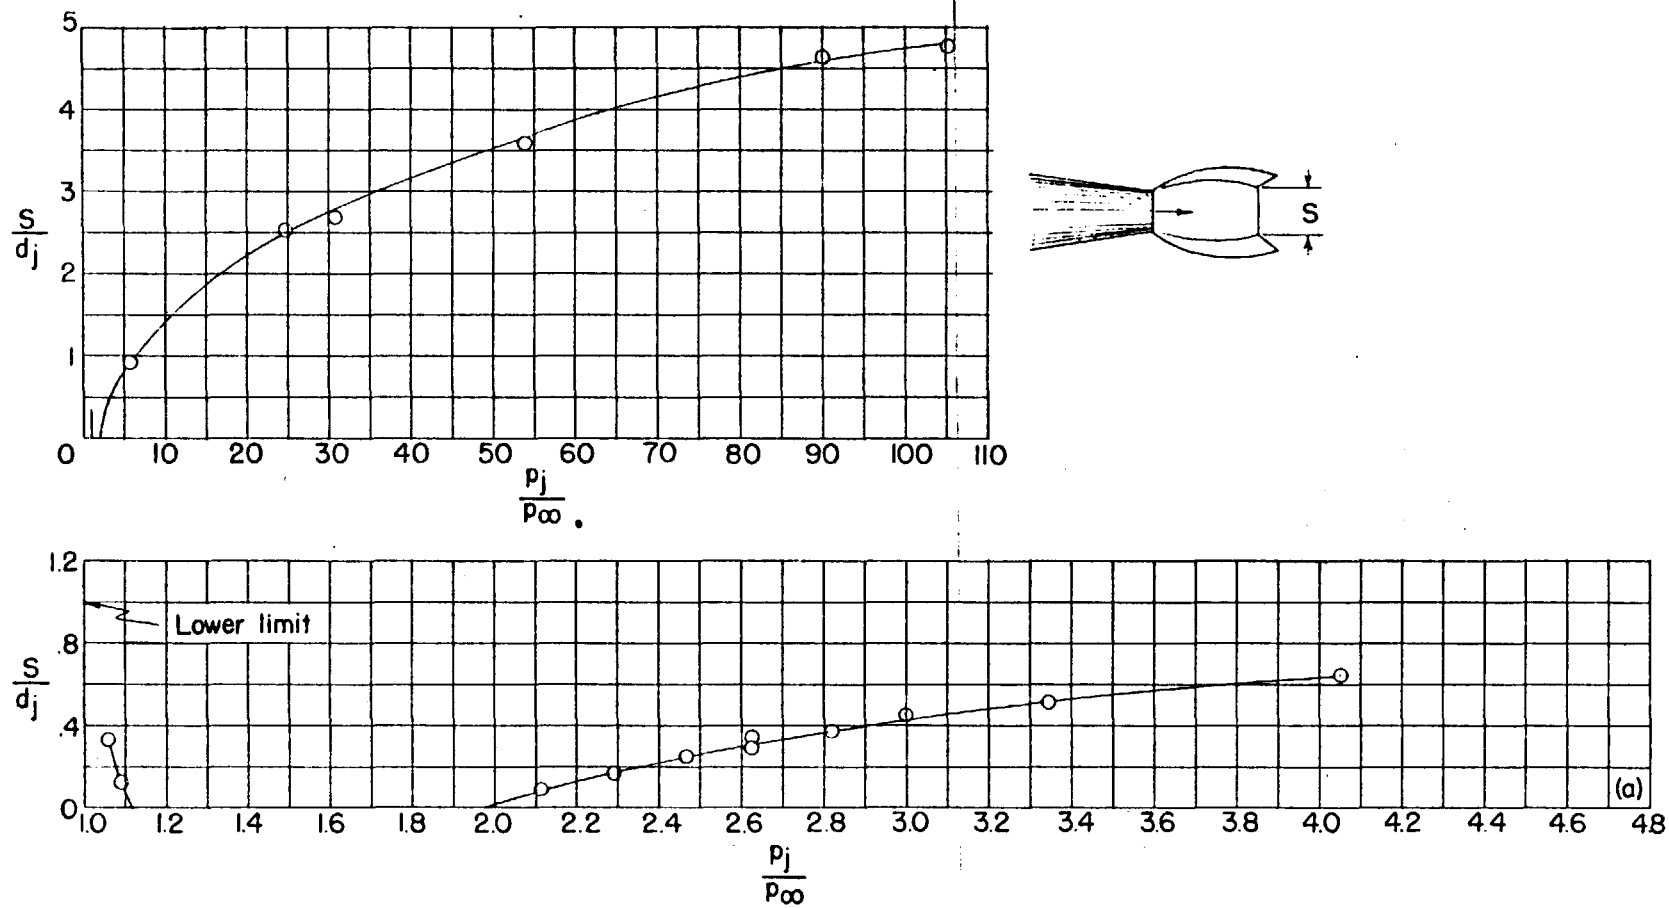 5
4
3
2
1
0
S
dj
0 10 20 30 40 50 60 70 80 90 100 110
pj
p∞
S
1.2
.8
.4
0
S
dj
Lower limit
(a)
1.0 1.2 1.4 1.6 1.8 2.0 2.2 2.4 2.6 2.8 3.0 3.2 3.4 3.6 3.8 4.0 4.2 4.4 4.6 4.8
pj
p∞